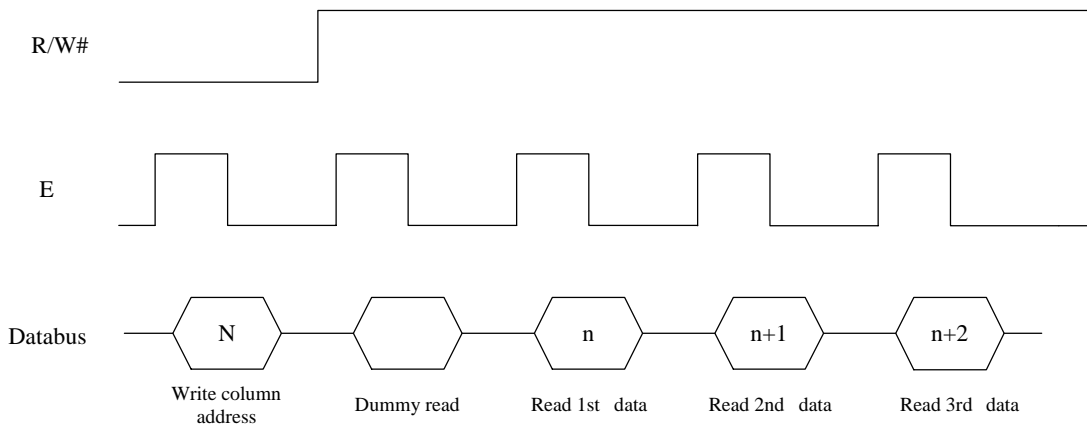 R/W#
E
Databus
N
n
n+1
n+2
Write column
address
Dummy read
Read 1st data
Read 2nd data
Read 3rd data